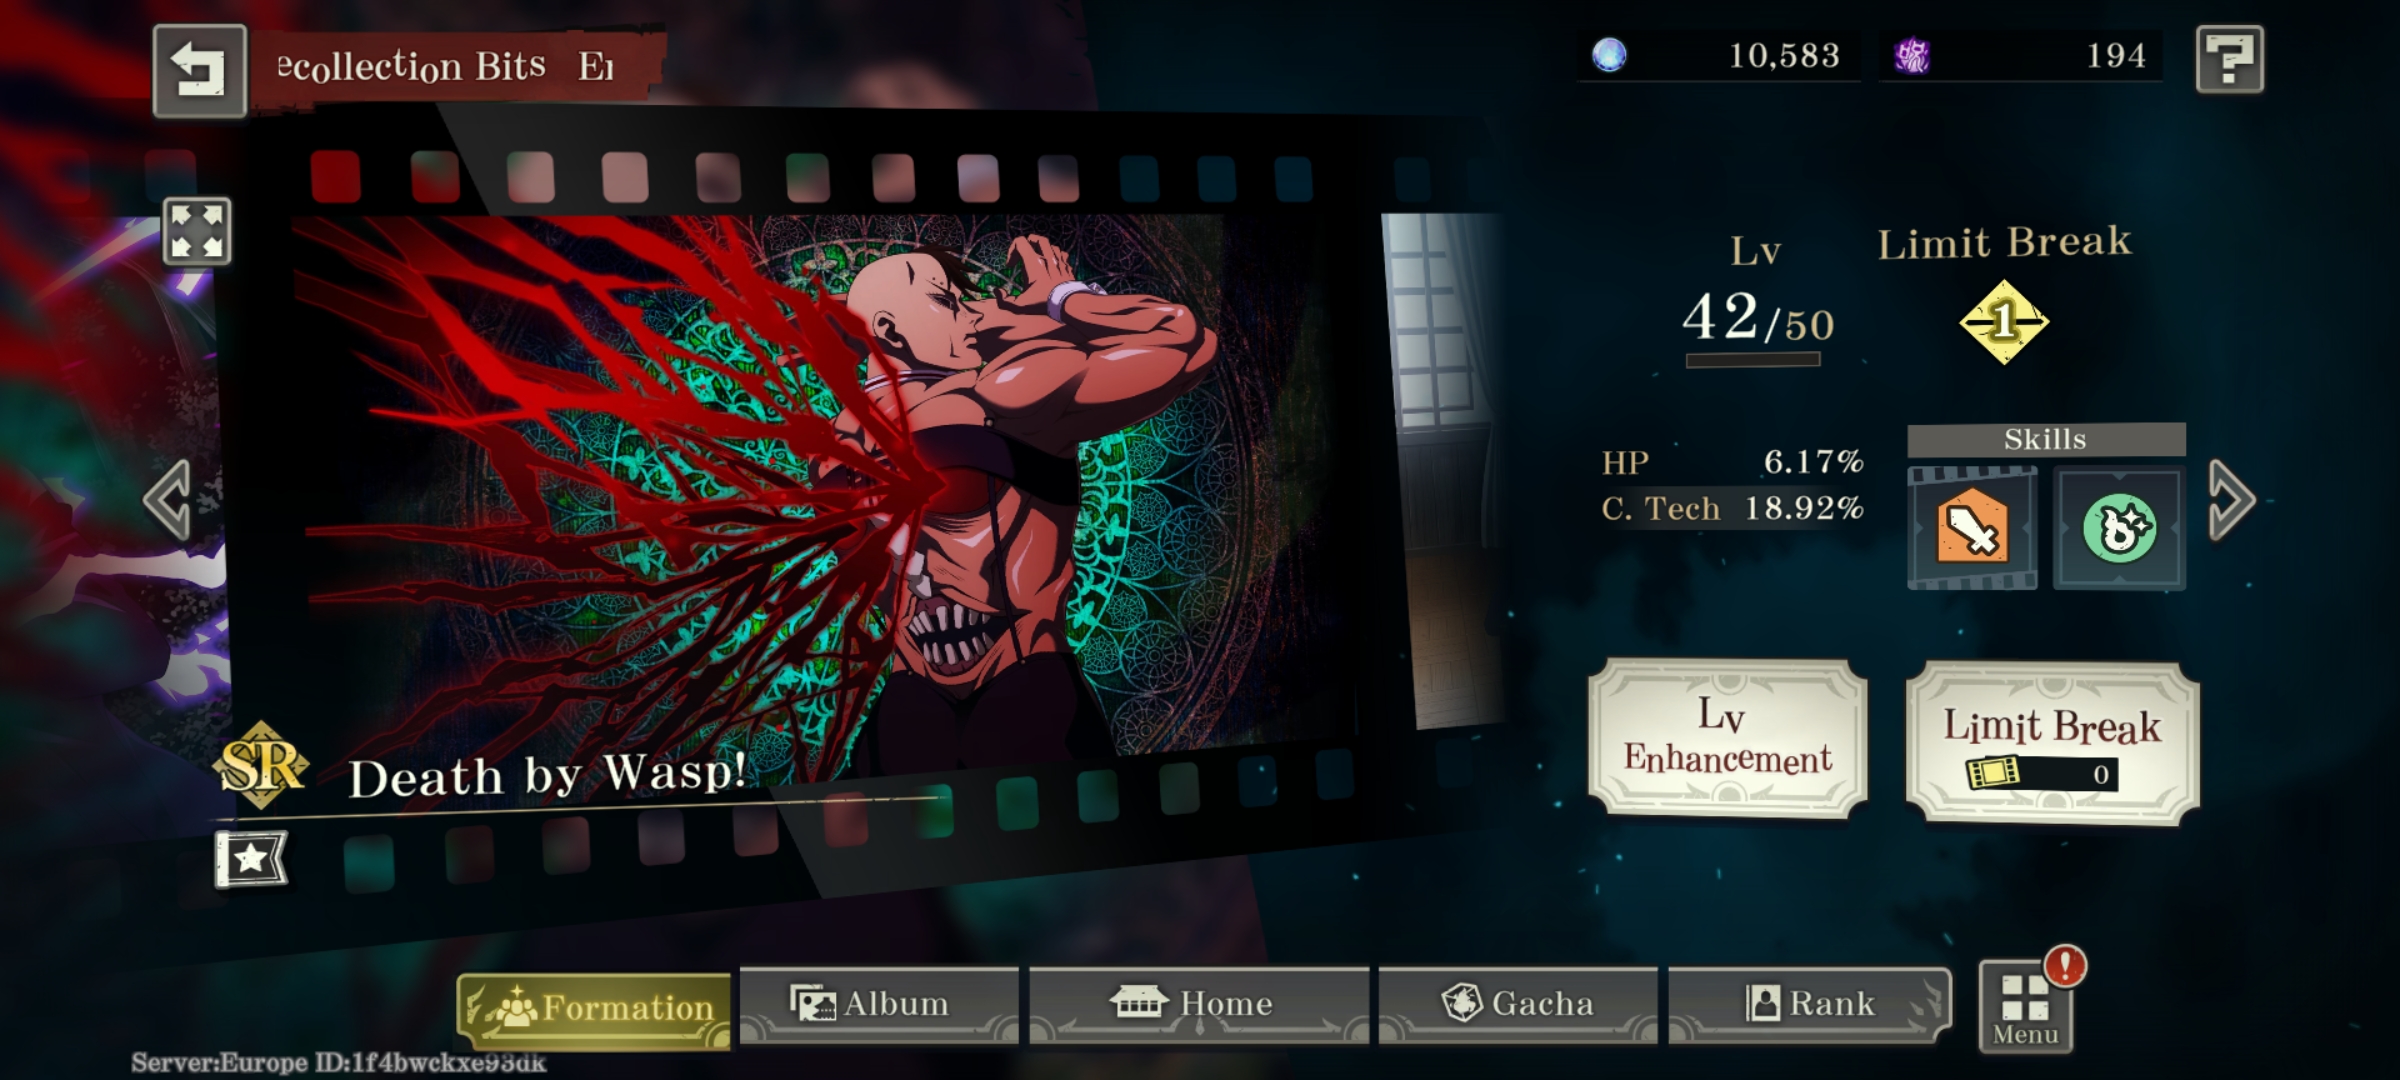 ecollection Bits En
10,583
194
?
Lv
42/50
Limit Break
1
HP 6.17%
C. Tech 18.92%
Skills
SR
Death by Wasp!
Lv
Enhancement
Limit Break
0
Formation
Album
Home
Gacha
Rank
!
Menu
Server:Europe ID:1f4bwckxe93dk